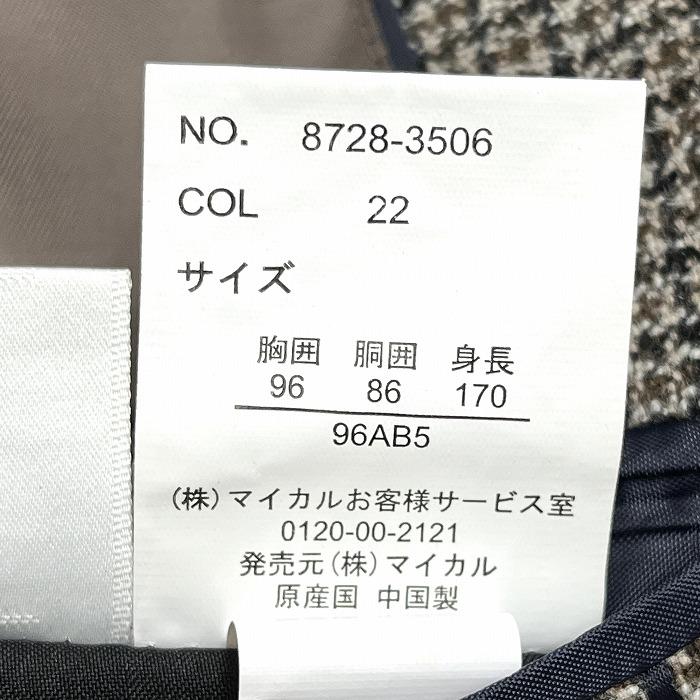 NO. 8728-3506
COL 22
サイズ
胸囲 胴囲 身長
96 86 170
96AB5
(株)マイカルお客様サービス室
0120-00-2121
発売元(株)マイカル
原産国 中国製